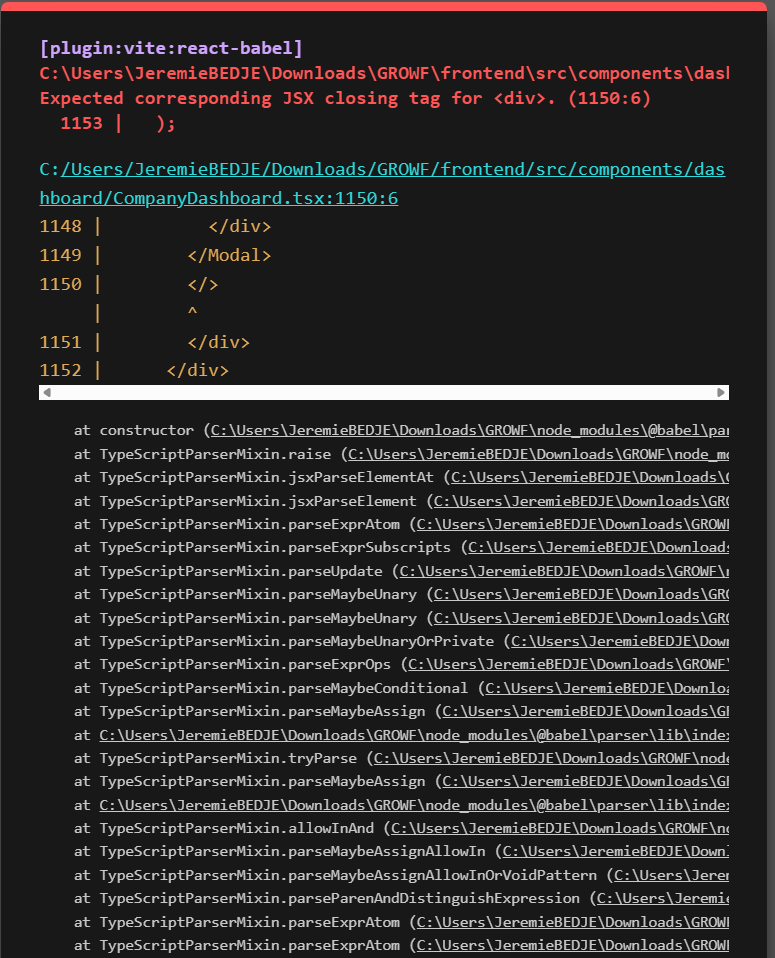 [plugin:vite:react-babel]
C:\Users\JeremieBEDJE\Downloads\GROWF\frontend\src\components\dash
Expected corresponding JSX closing tag for <div>. (1150:6)
1153 |   );
C:/Users/JeremieBEDJE/Downloads/GROWF/frontend/src/components/das
hboard/CompanyDashboard.tsx:1150:6
1148 |          </div>
1149 |        </Modal>
1150 |        </>
     |        ^
1151 |        </div>
1152 |      </div>
at constructor (C:\Users\JeremieBEDJE\Downloads\GROWF\node_modules\@babel\par
at TypeScriptParserMixin.raise (C:\Users\JeremieBEDJE\Downloads\GROWF\node_mo
at TypeScriptParserMixin.jsxParseElementAt (C:\Users\JeremieBEDJE\Downloads\G
at TypeScriptParserMixin.jsxParseElement (C:\Users\JeremieBEDJE\Downloads\GRO
at TypeScriptParserMixin.parseExprAtom (C:\Users\JeremieBEDJE\Downloads\GROWF
at TypeScriptParserMixin.parseExprSubscripts (C:\Users\JeremieBEDJE\Downloads
at TypeScriptParserMixin.parseUpdate (C:\Users\JeremieBEDJE\Downloads\GROWF\n
at TypeScriptParserMixin.parseMaybeUnary (C:\Users\JeremieBEDJE\Downloads\GRO
at TypeScriptParserMixin.parseMaybeUnary (C:\Users\JeremieBEDJE\Downloads\GRO
at TypeScriptParserMixin.parseMaybeUnaryOrPrivate (C:\Users\JeremieBEDJE\Down
at TypeScriptParserMixin.parseExprOps (C:\Users\JeremieBEDJE\Downloads\GROWF\
at TypeScriptParserMixin.parseMaybeConditional (C:\Users\JeremieBEDJE\Downloa
at TypeScriptParserMixin.parseMaybeAssign (C:\Users\JeremieBEDJE\Downloads\GR
at C:\Users\JeremieBEDJE\Downloads\GROWF\node_modules\@babel\parser\lib\index
at TypeScriptParserMixin.tryParse (C:\Users\JeremieBEDJE\Downloads\GROWF\node
at TypeScriptParserMixin.parseMaybeAssign (C:\Users\JeremieBEDJE\Downloads\GR
at C:\Users\JeremieBEDJE\Downloads\GROWF\node_modules\@babel\parser\lib\index
at TypeScriptParserMixin.allowInAnd (C:\Users\JeremieBEDJE\Downloads\GROWF\no
at TypeScriptParserMixin.parseMaybeAssignAllowIn (C:\Users\JeremieBEDJE\Downl
at TypeScriptParserMixin.parseMaybeAssignAllowInOrVoidPattern (C:\Users\Jerem
at TypeScriptParserMixin.parseParenAndDistinguishExpression (C:\Users\Jeremie
at TypeScriptParserMixin.parseExprAtom (C:\Users\JeremieBEDJE\Downloads\GROWF
at TypeScriptParserMixin.parseExprAtom (C:\Users\JeremieBEDJE\Downloads\GROWF